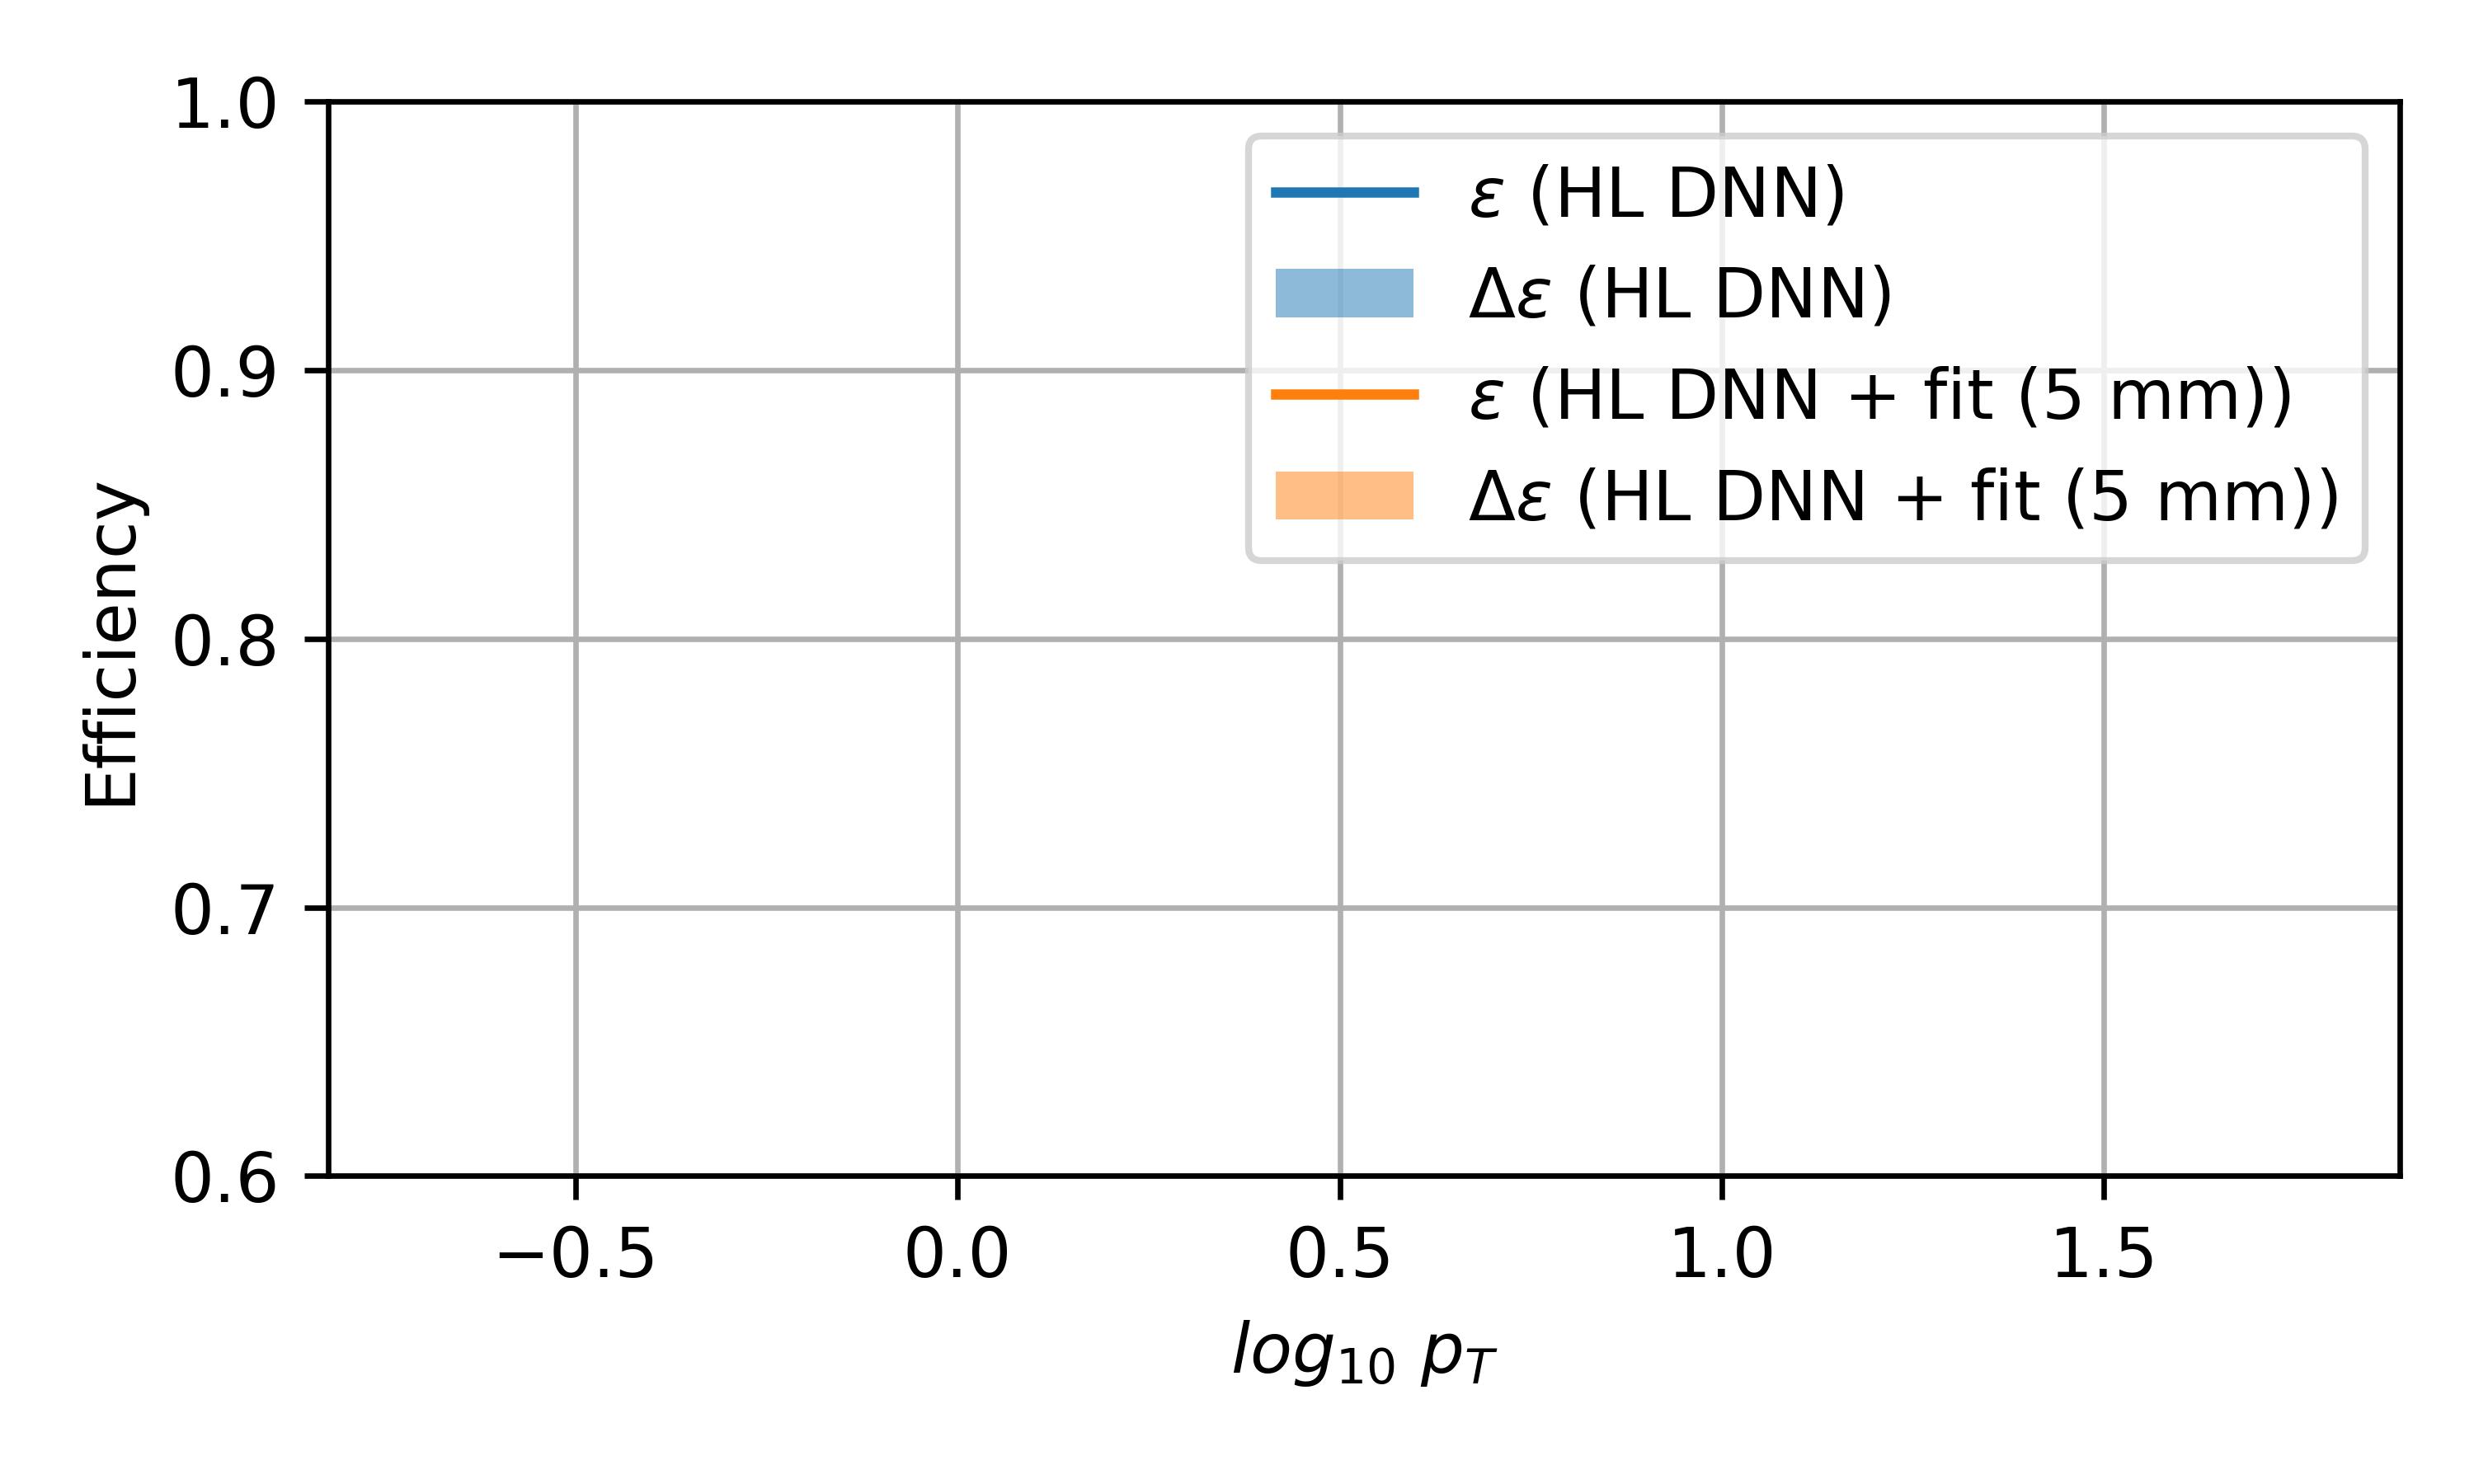 1.0
0.9
0.8
0.7
0.6
Efficiency
ε (HL DNN)
Δε (HL DNN)
ε (HL DNN + fit (5 mm))
Δε (HL DNN + fit (5 mm))
−0.5 0.0 0.5 1.0 1.5
log₁₀ p_T